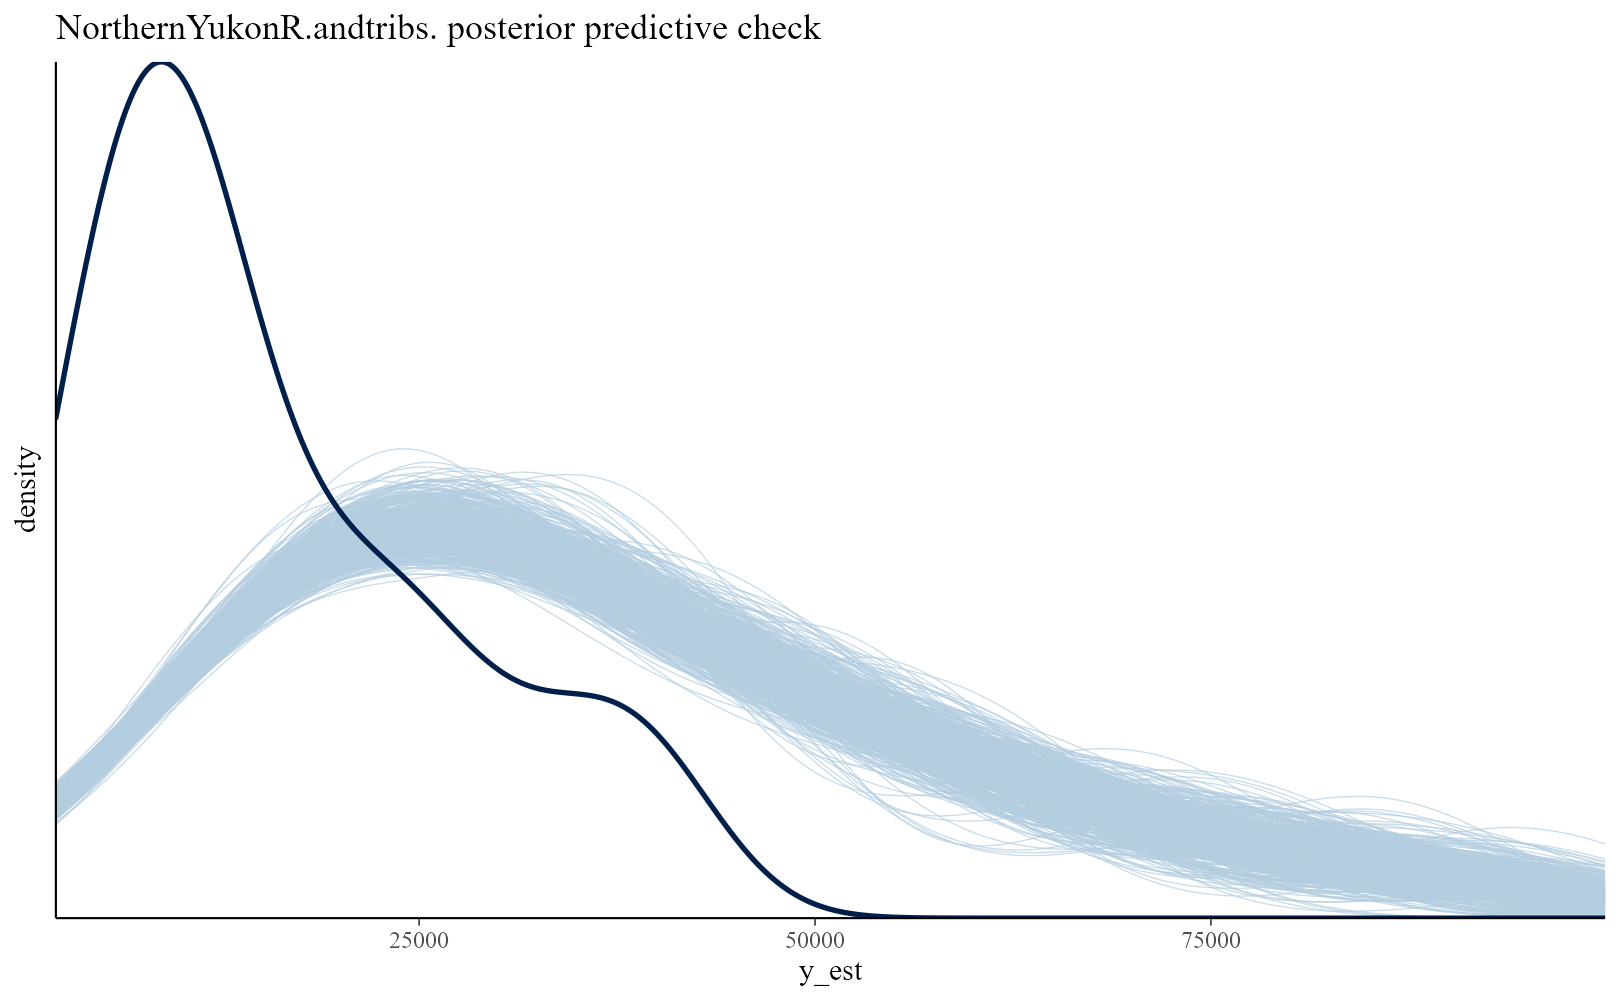 NorthernYukonR.andtribs. posterior predictive check
density
25000
50000
75000
y_est